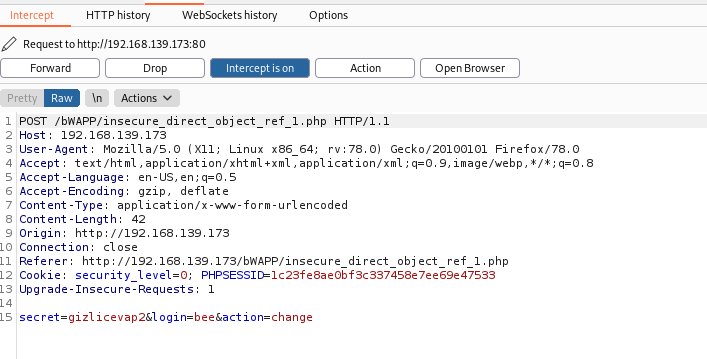 Intercept HTTP history WebSockets history Options
Request to http://192.168.139.173:80
Forward Drop Intercept is on Action Open Browser
Pretty Raw \n Actions
1 POST /bWAPP/insecure_direct_object_ref_1.php HTTP/1.1
2 Host: 192.168.139.173
3 User-Agent: Mozilla/5.0 (X11; Linux x86_64; rv:78.0) Gecko/20100101 Firefox/78.0
4 Accept: text/html,application/xhtml+xml,application/xml;q=0.9,image/webp,*/*;q=0.8
5 Accept-Language: en-US,en;q=0.5
6 Accept-Encoding: gzip, deflate
7 Content-Type: application/x-www-form-urlencoded
8 Content-Length: 42
9 Origin: http://192.168.139.173
10 Connection: close
11 Referer: http://192.168.139.173/bWAPP/insecure_direct_object_ref_1.php
12 Cookie: security_level=0; PHPSESSID=1c23fe8ae0bf3c337458e7ee69e47533
13 Upgrade-Insecure-Requests: 1
14
15 secret=gizlicevap2&login=bee&action=change